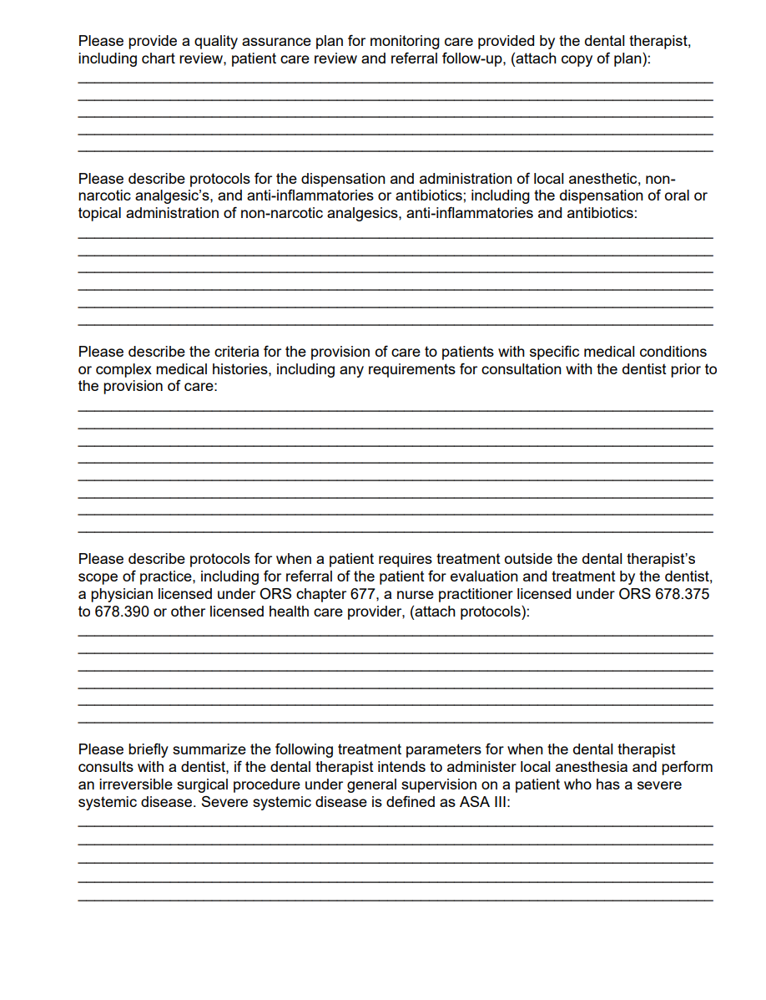 Please provide a quality assurance plan for monitoring care provided by the dental therapist,
including chart review, patient care review and referral follow-up, (attach copy of plan):
Please describe protocols for the dispensation and administration of local anesthetic, non-
narcotic analgesic’s, and anti-inflammatories or antibiotics; including the dispensation of oral or
topical administration of non-narcotic analgesics, anti-inflammatories and antibiotics:
Please describe the criteria for the provision of care to patients with specific medical conditions
or complex medical histories, including any requirements for consultation with the dentist prior to
the provision of care:
Please describe protocols for when a patient requires treatment outside the dental therapist’s
scope of practice, including for referral of the patient for evaluation and treatment by the dentist,
a physician licensed under ORS chapter 677, a nurse practitioner licensed under ORS 678.375
to 678.390 or other licensed health care provider, (attach protocols):
Please briefly summarize the following treatment parameters for when the dental therapist
consults with a dentist, if the dental therapist intends to administer local anesthesia and perform
an irreversible surgical procedure under general supervision on a patient who has a severe
systemic disease. Severe systemic disease is defined as ASA III: